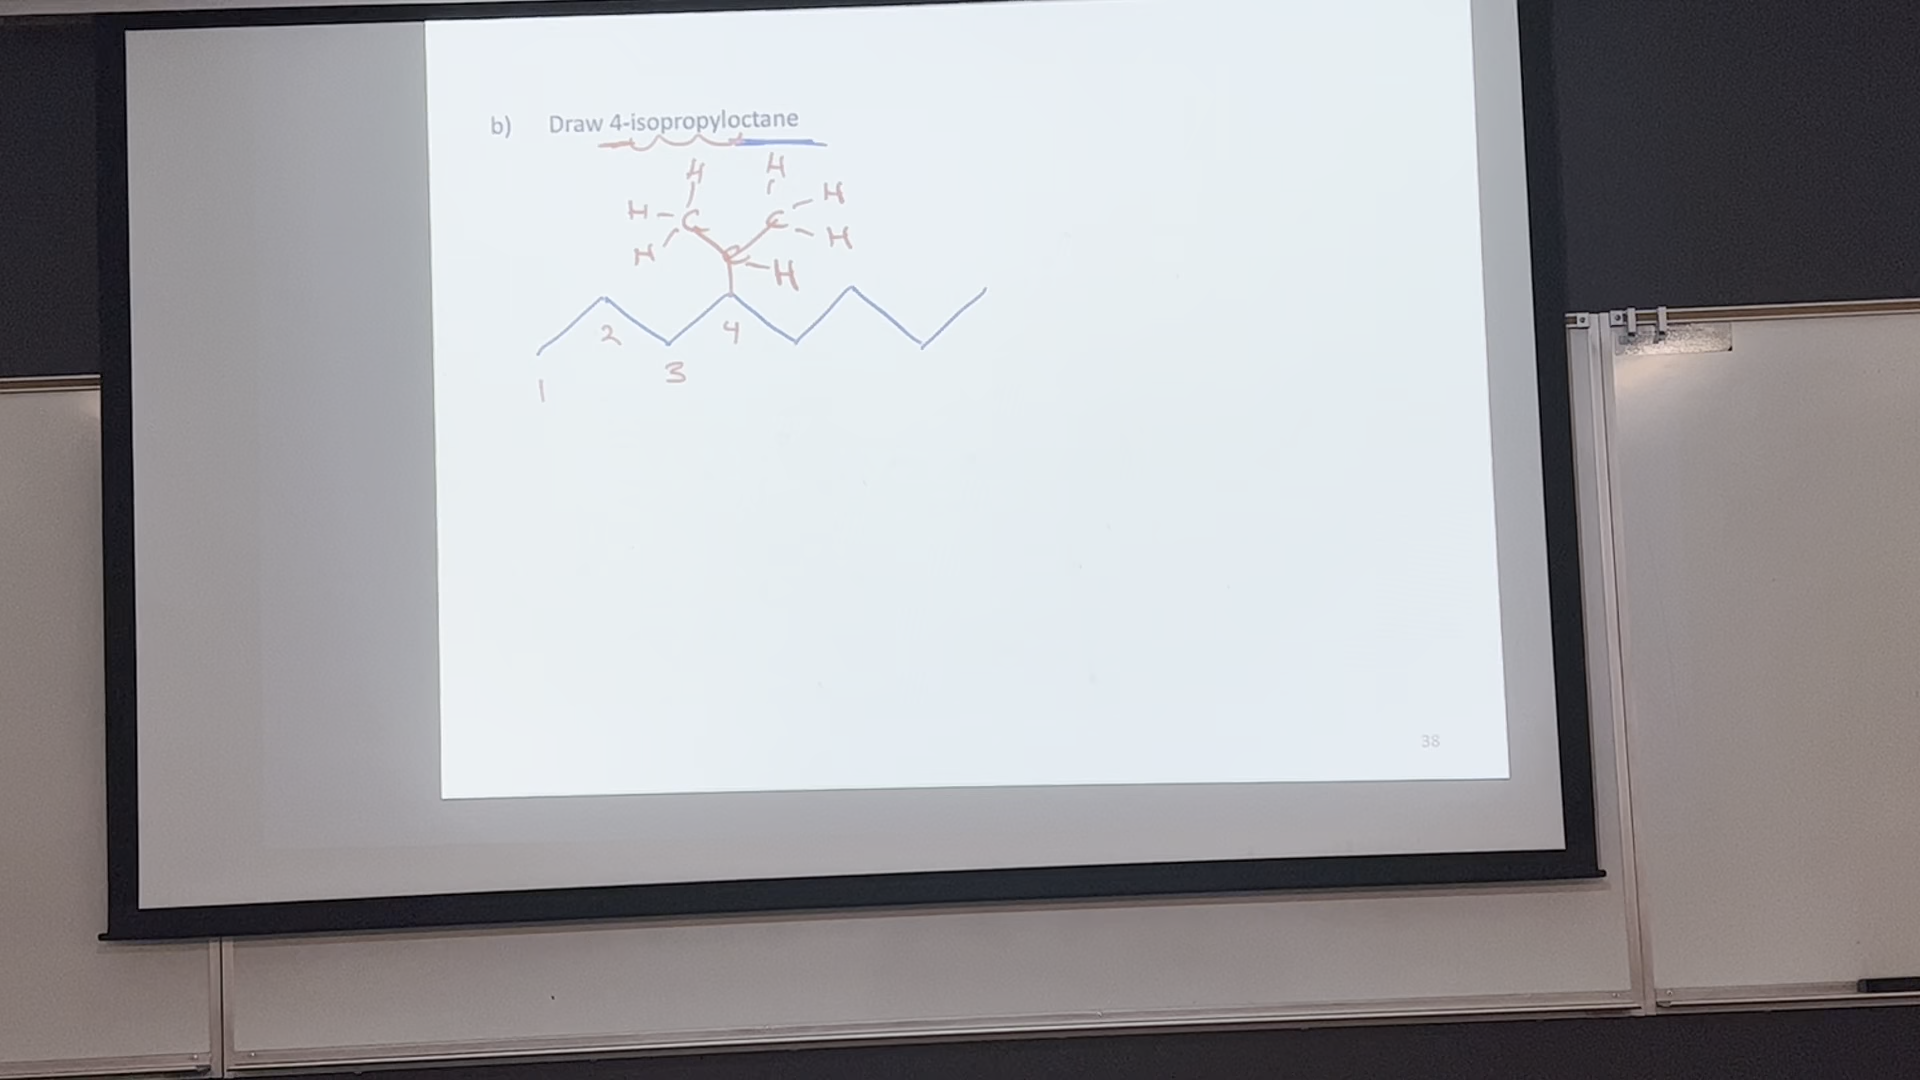 b) Draw 4-isopropyloctane
H H
H C C H
H C H H
2 4
1 3
38